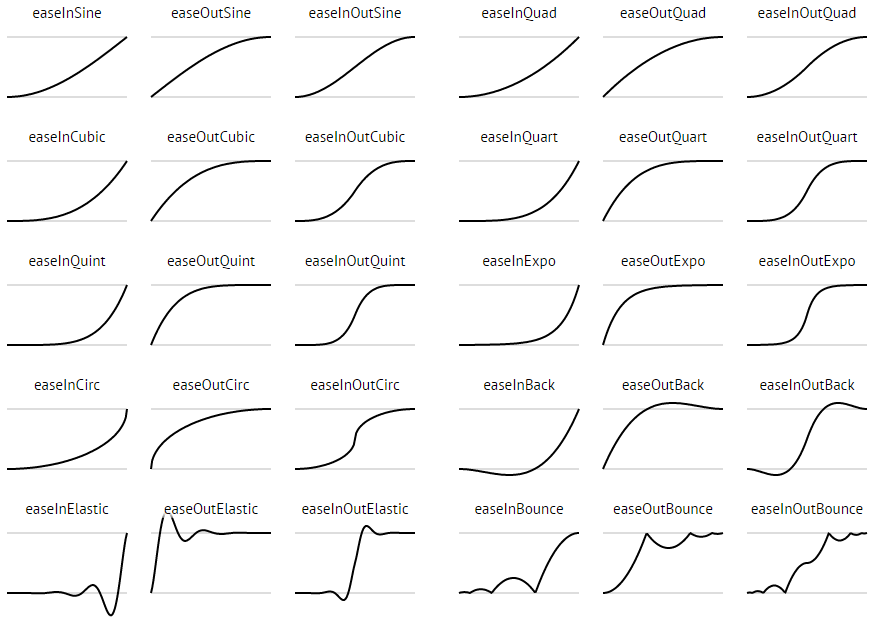 easeInSine easeOutSine easeInOutSine easeInQuad easeOutQuad easeInOutQuad
easeInCubic easeOutCubic easeInOutCubic easeInQuart easeOutQuart easeInOutQuart
easeInQuint easeOutQuint easeInOutQuint easeInExpo easeOutExpo easeInOutExpo
easeInCirc easeOutCirc easeInOutCirc easeInBack easeOutBack easeInOutBack
easeInElastic easeOutElastic easeInOutElastic easeInBounce easeOutBounce easeInOutBounce